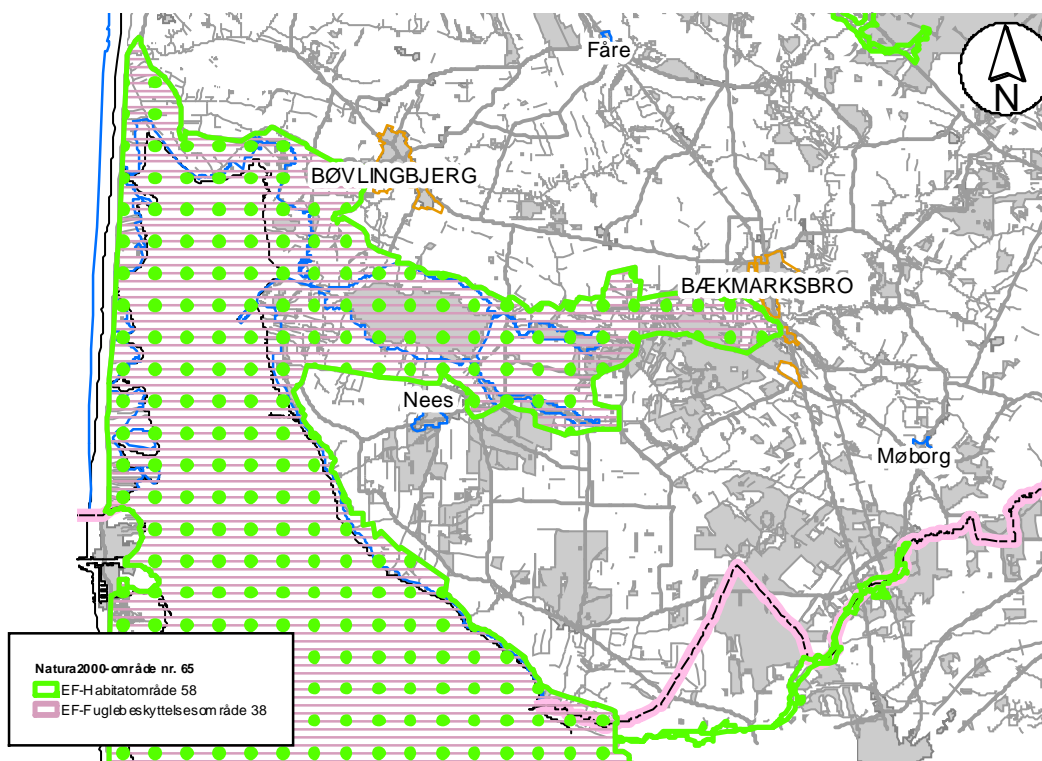 Fåre
N
BØVLINGBJERG
BÆKMARKSBRO
Nees
Møborg
Natura2000-område nr. 65
EF-Habitatområde 58
EF-Fuglebeskyttelsesområde 38